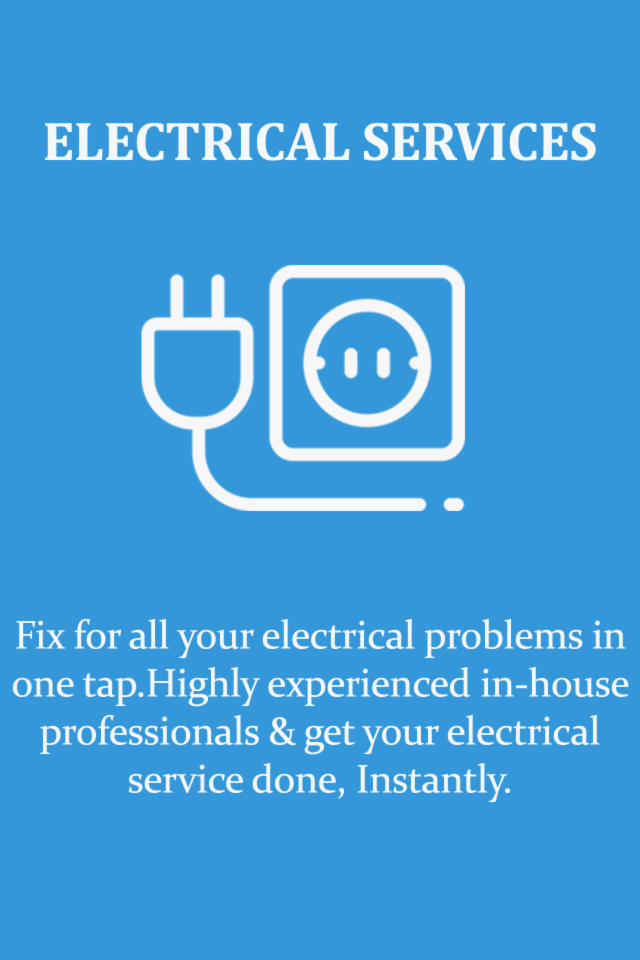 ELECTRICAL SERVICES
Fix for all your electrical problems in
one tap.Highly experienced in-house
professionals & get your electrical
service done, Instantly.